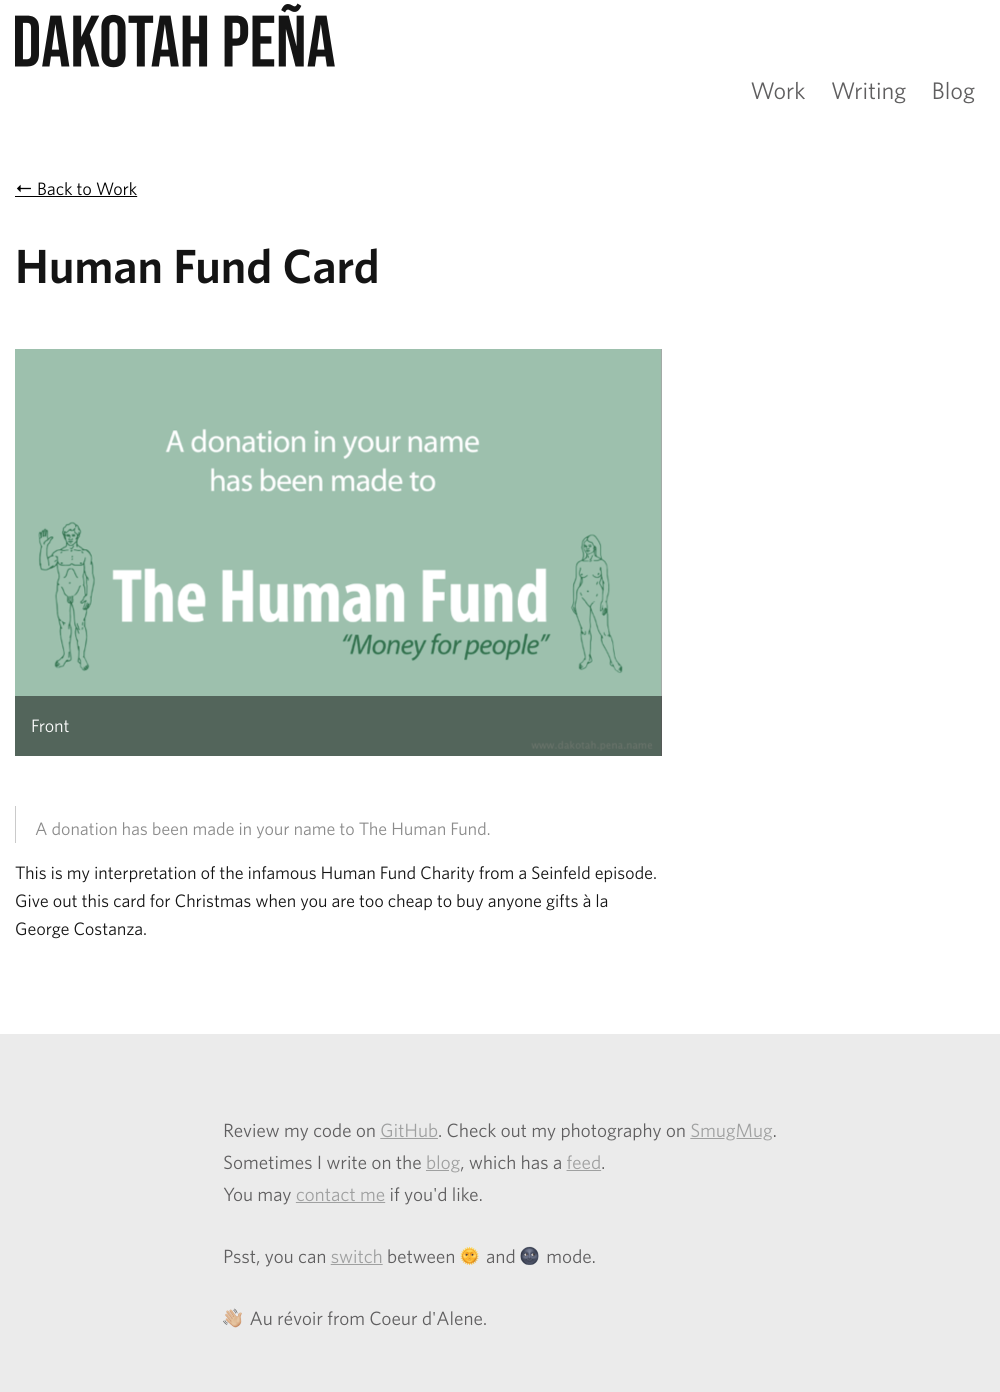 DAKOTAH PEÑA
Work Writing Blog
← Back to Work
Human Fund Card
A donation in your name
has been made to
The Human Fund
“Money for people”
Front
www.dakotah.pena.name
A donation has been made in your name to The Human Fund.
This is my interpretation of the infamous Human Fund Charity from a Seinfeld episode.
Give out this card for Christmas when you are too cheap to buy anyone gifts à la
George Costanza.
Review my code on GitHub. Check out my photography on SmugMug.
Sometimes I write on the blog, which has a feed.
You may contact me if you'd like.
Psst, you can switch between 🌞 and 🌚 mode.
👋🏼 Au révoir from Coeur d'Alene.